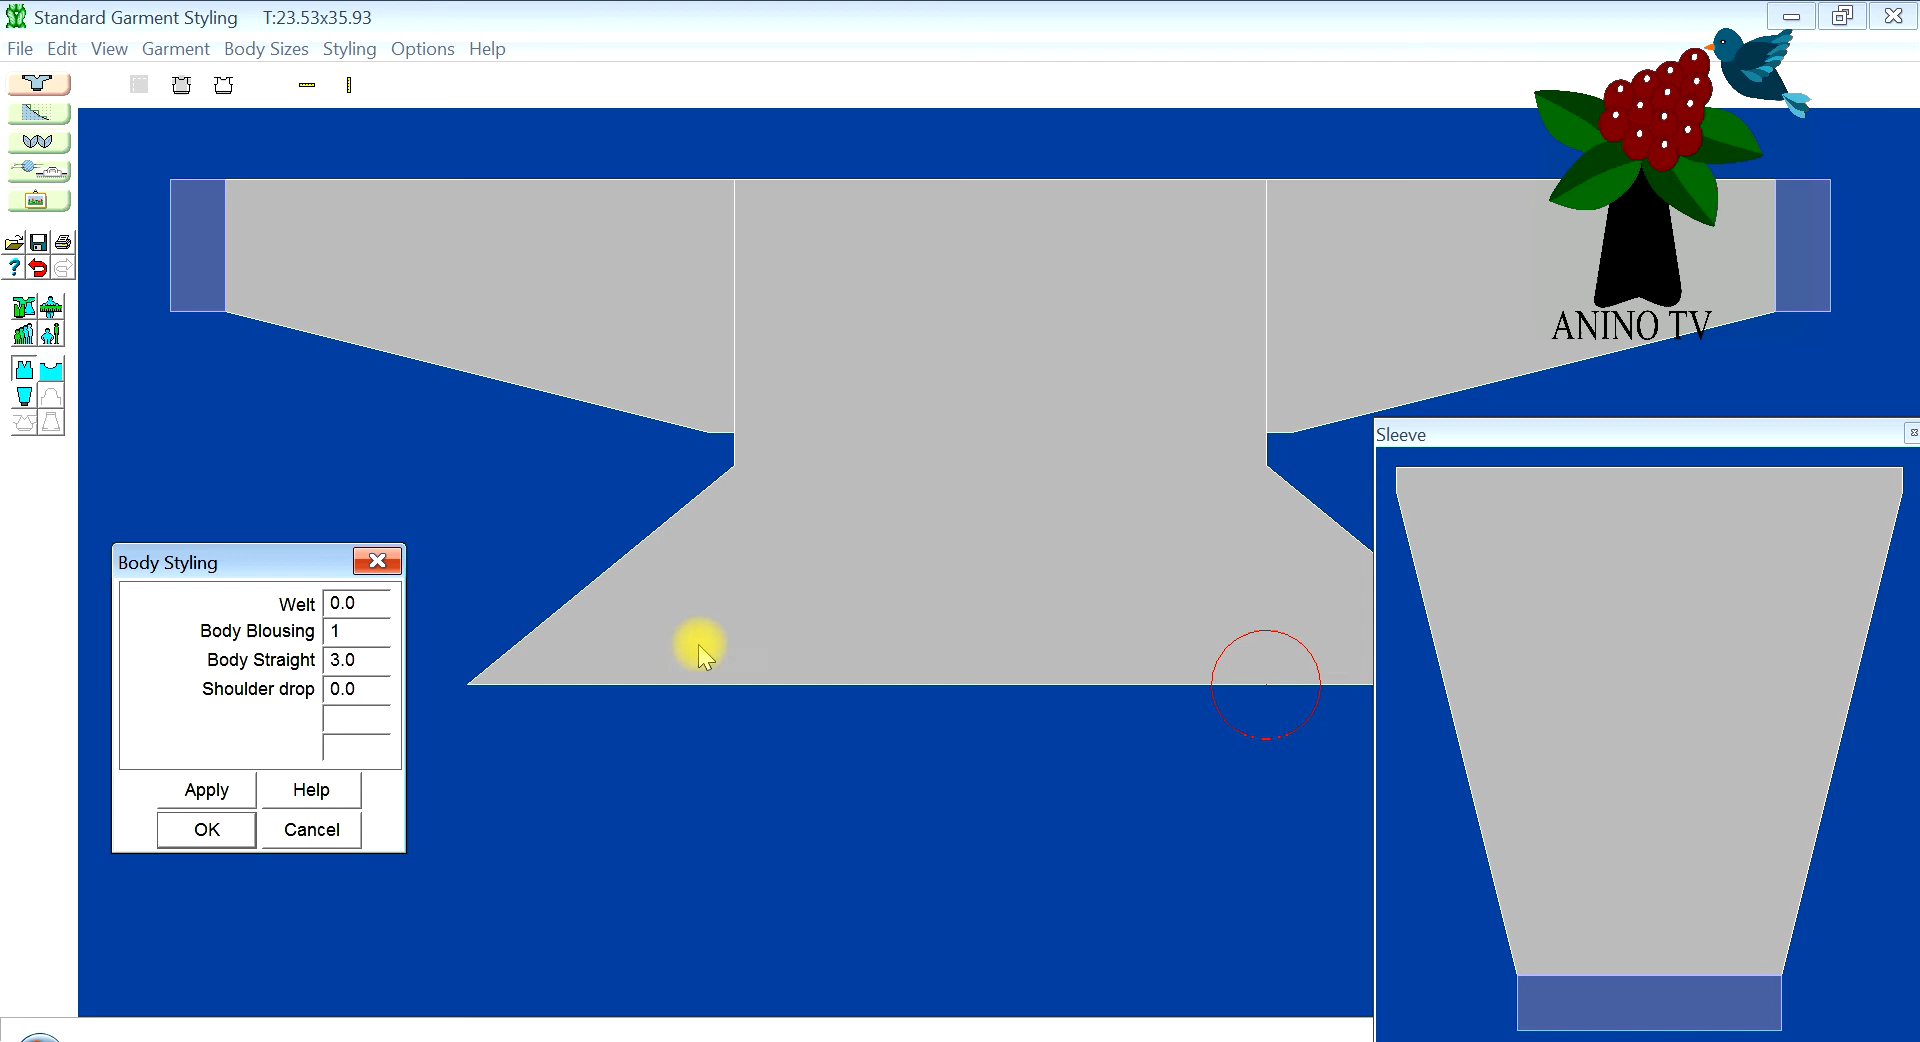 Standard Garment Styling T:23.53x35.93
File Edit View Garment Body Sizes Styling Options Help
ANINO TV
Sleeve
Body Styling
Welt 0.0
Body Blousing 1
Body Straight 3.0
Shoulder drop 0.0
Apply Help
OK Cancel